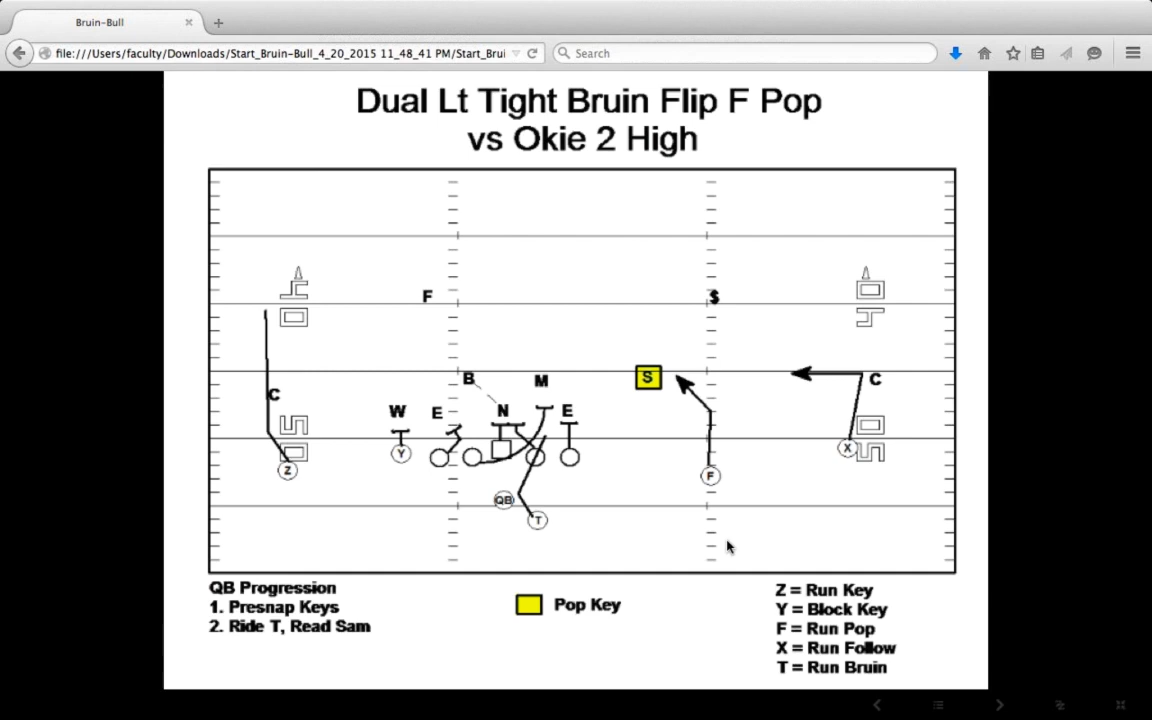 Bruin-Bull
file:///Users/faculty/Downloads/Start_Bruin-Bull_4_20_2015 11_48_41 PM/Start_Brui
Search
Dual Lt Tight Bruin Flip F Pop
vs Okie 2 High
F $
S
B M C
C
W E N E
Y X
Z F
QB
T
QB Progression
1. Presnap Keys
2. Ride T, Read Sam
Pop Key
Z = Run Key
Y = Block Key
F = Run Pop
X = Run Follow
T = Run Bruin